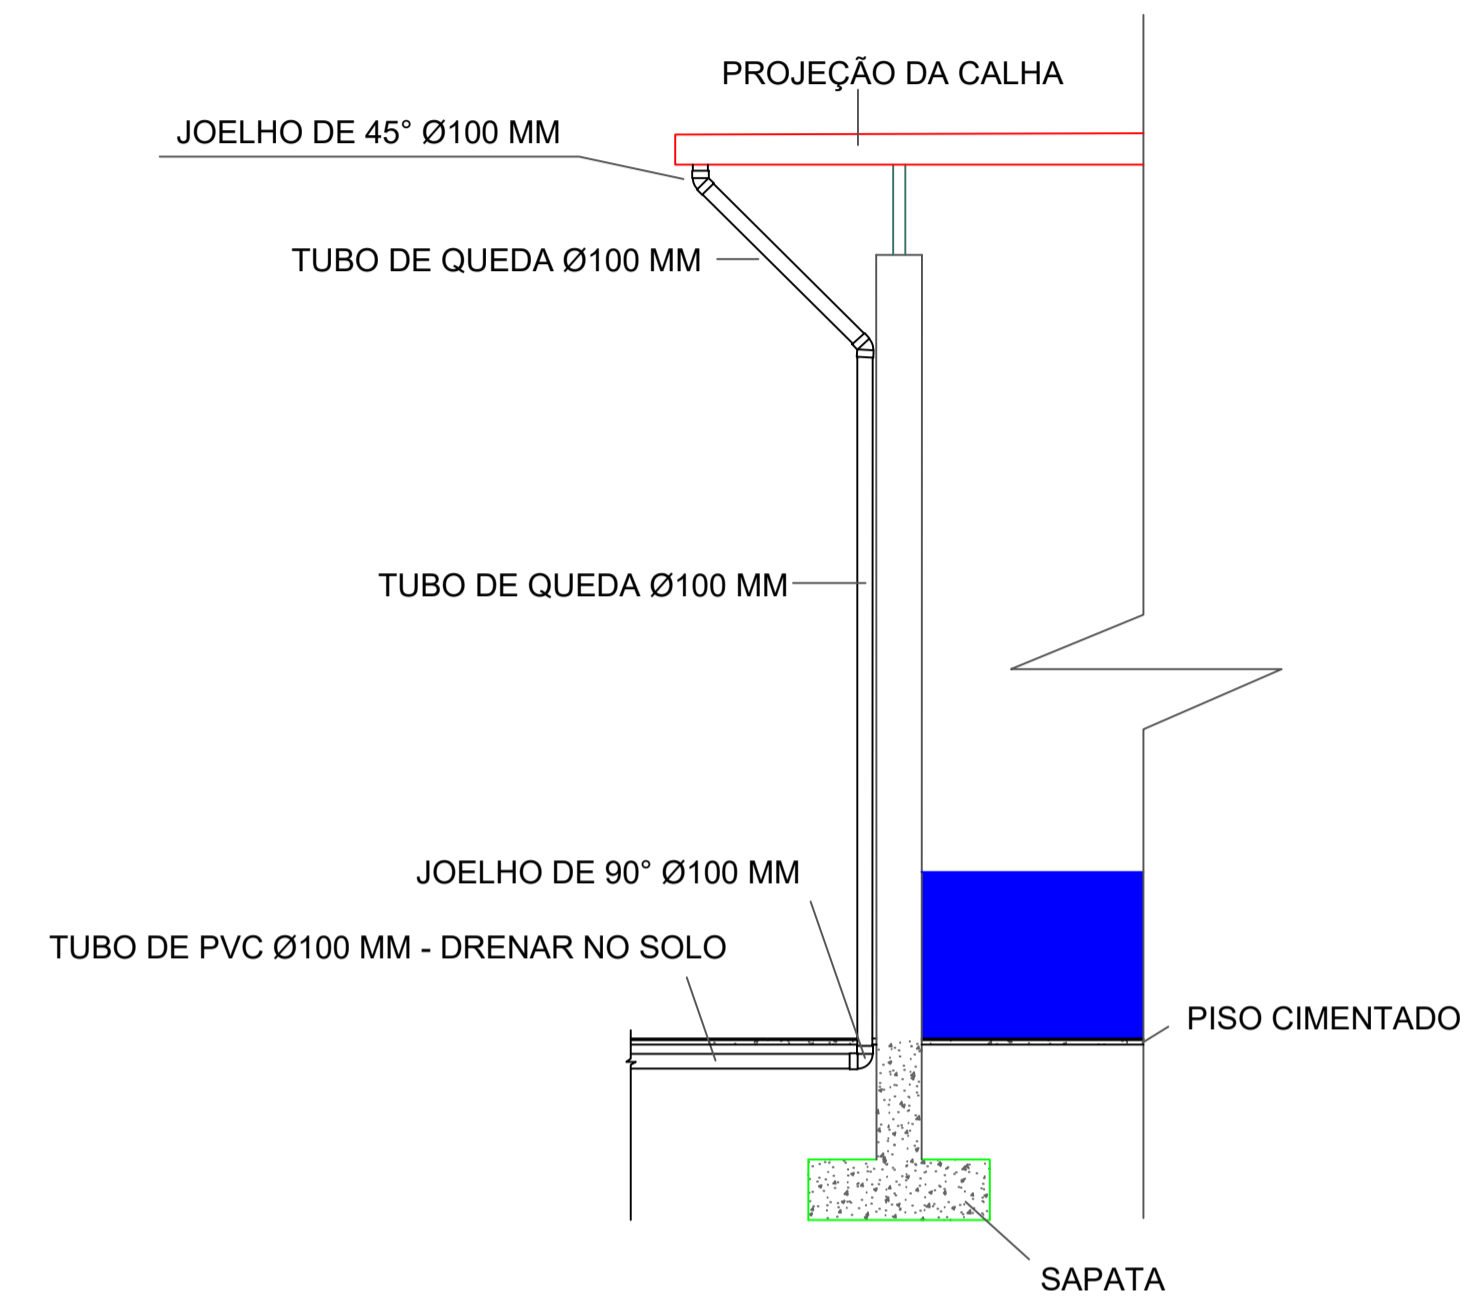 PROJEÇÃO DA CALHA
JOELHO DE 45° Ø100 MM
TUBO DE QUEDA Ø100 MM
TUBO DE QUEDA Ø100 MM
JOELHO DE 90° Ø100 MM
TUBO DE PVC Ø100 MM - DRENAR NO SOLO
PISO CIMENTADO
SAPATA